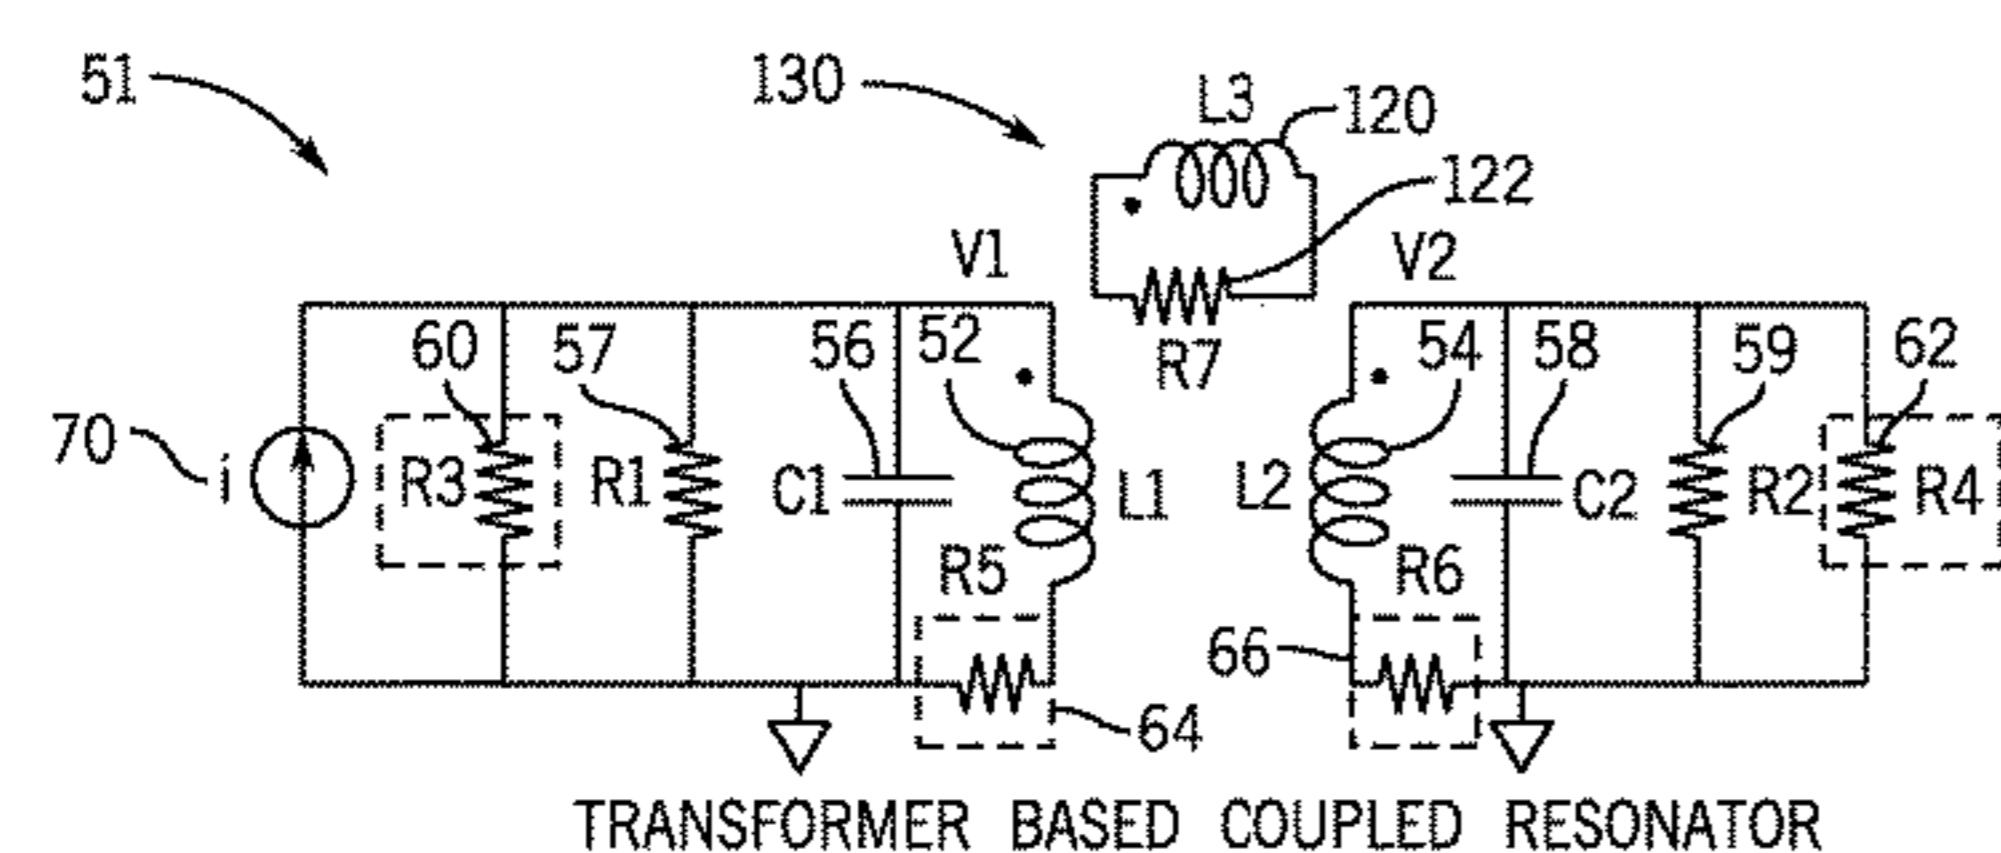 51
130
L3
120
122
V1
V2
60
57
56
52
R7
54
58
59
62
70
i
R3
R1
C1
L1
L2
C2
R2
R4
R5
R6
66
64
TRANSFORMER BASED COUPLED RESONATOR